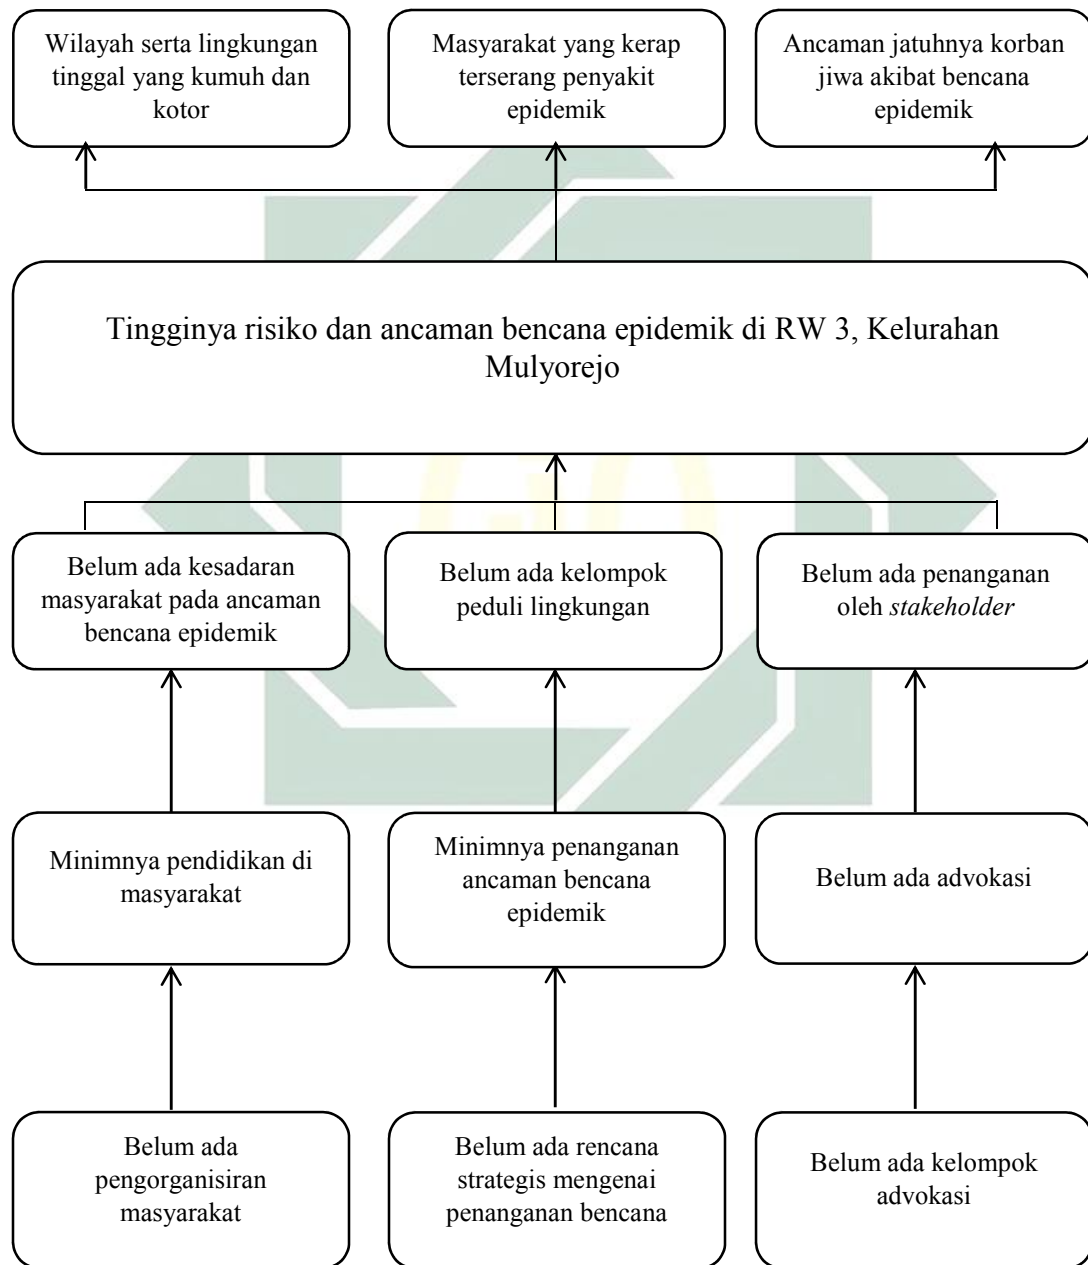 Wilayah serta lingkungan
tinggal yang kumuh dan
kotor
Masyarakat yang kerap
terserang penyakit
epidemik
Ancaman jatuhnya korban
jiwa akibat bencana
epidemik
Tingginya risiko dan ancaman bencana epidemik di RW 3, Kelurahan
Mulyorejo
Belum ada kesadaran
masyarakat pada ancaman
bencana epidemik
Belum ada kelompok
peduli lingkungan
Belum ada penanganan
oleh stakeholder
Minimnya pendidikan di
masyarakat
Minimnya penanganan
ancaman bencana
epidemik
Belum ada advokasi
Belum ada
pengorganisiran
masyarakat
Belum ada rencana
strategis mengenai
penanganan bencana
Belum ada kelompok
advokasi